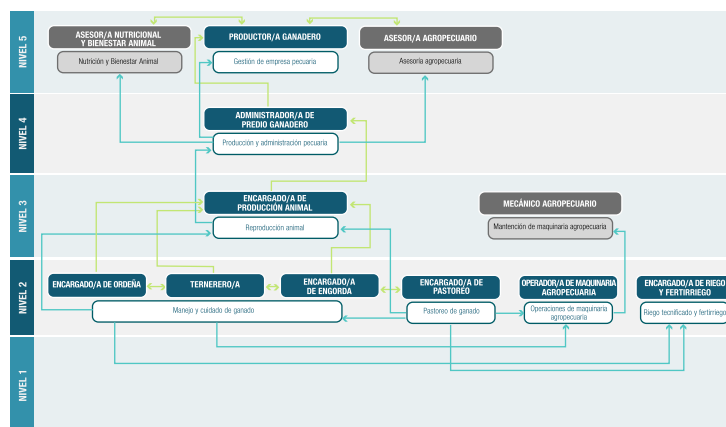 NIVEL 5
ASESOR/A NUTRICIONAL
Y BIENESTAR ANIMAL
Nutrición y Bienestar Animal
PRODUCTOR/A GANADERO
Gestión de empresa pecuaria
ASESOR/A AGROPECUARIO
Asesoría agropecuaria
NIVEL 4
ADMINISTRADOR/A DE
PREDIO GANADERO
Producción y administración pecuaria
NIVEL 3
ENCARGADO/A DE
PRODUCCIÓN ANIMAL
Reproducción animal
MECÁNICO AGROPECUARIO
Mantención de maquinaria agropecuaria
NIVEL 2
ENCARGADO/A DE ORDEÑA
TERNERERO/A
ENCARGADO/A
DE ENGORDA
Manejo y cuidado de ganado
ENCARGADO/A DE
PASTOREO
Pastoreo de ganado
OPERADOR/A DE MAQUINARIA
AGROPECUARIA
Operaciones de maquinaria
agropecuaria
ENCARGADO/A DE RIEGO
Y FERTIRRIEGO
Riego tecnificado y fertirriego
NIVEL 1